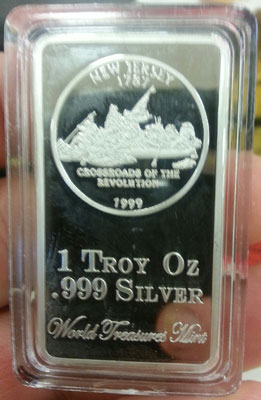 NEW JERSEY
1787
CROSSROADS OF THE
REVOLUTION
1999
1 TROY OZ
.999 SILVER
World Treasures Mint